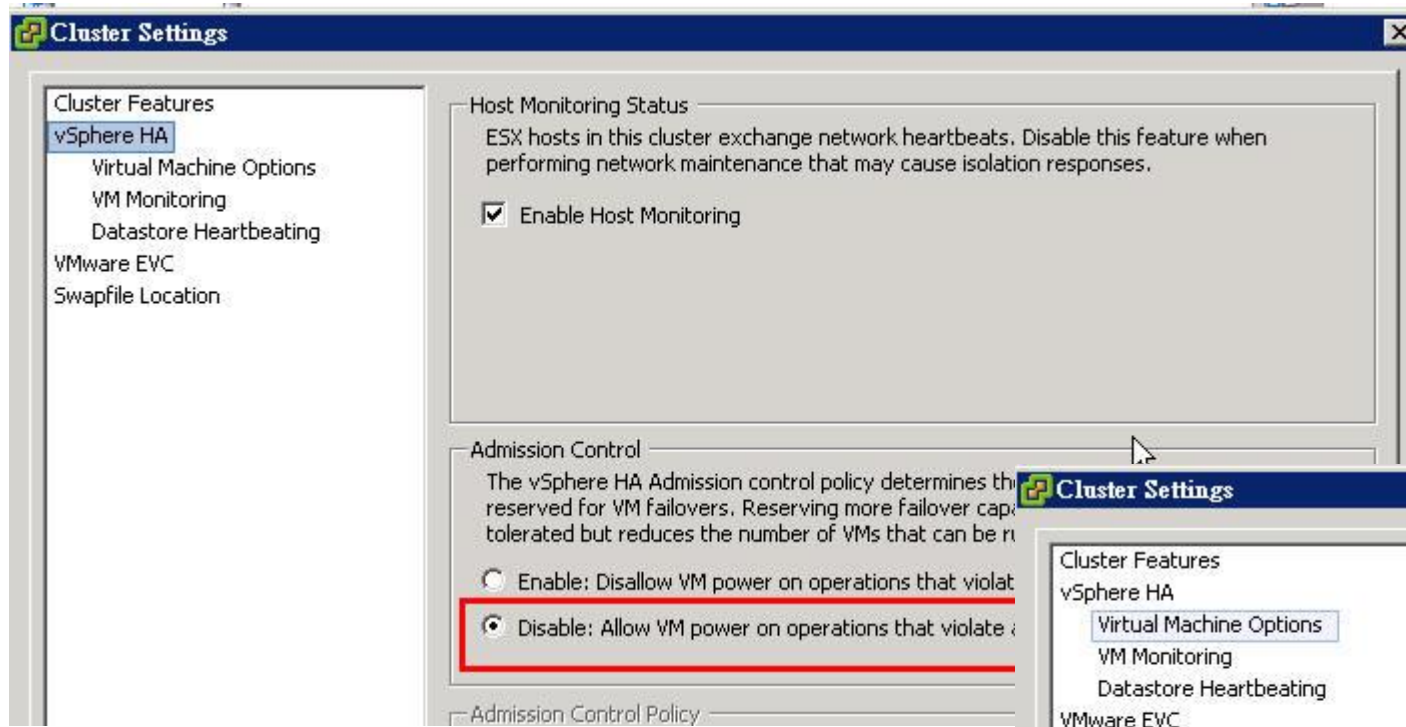 Cluster Settings
Cluster Features
vSphere HA
Virtual Machine Options
VM Monitoring
Datastore Heartbeating
VMware EVC
Swapfile Location
Host Monitoring Status
ESX hosts in this cluster exchange network heartbeats. Disable this feature when
performing network maintenance that may cause isolation responses.
Enable Host Monitoring
Admission Control
The vSphere HA Admission control policy determines
reserved for VM failovers. Reserving more failover
tolerated but reduces the number of VMs that can be
Enable: Disallow VM power on operations that
Disable: Allow VM power on operations that violate
Admission Control Policy
Cluster Settings
Cluster Features
vSphere HA
Virtual Machine Options
VM Monitoring
Datastore Heartbeating
VMware EVC